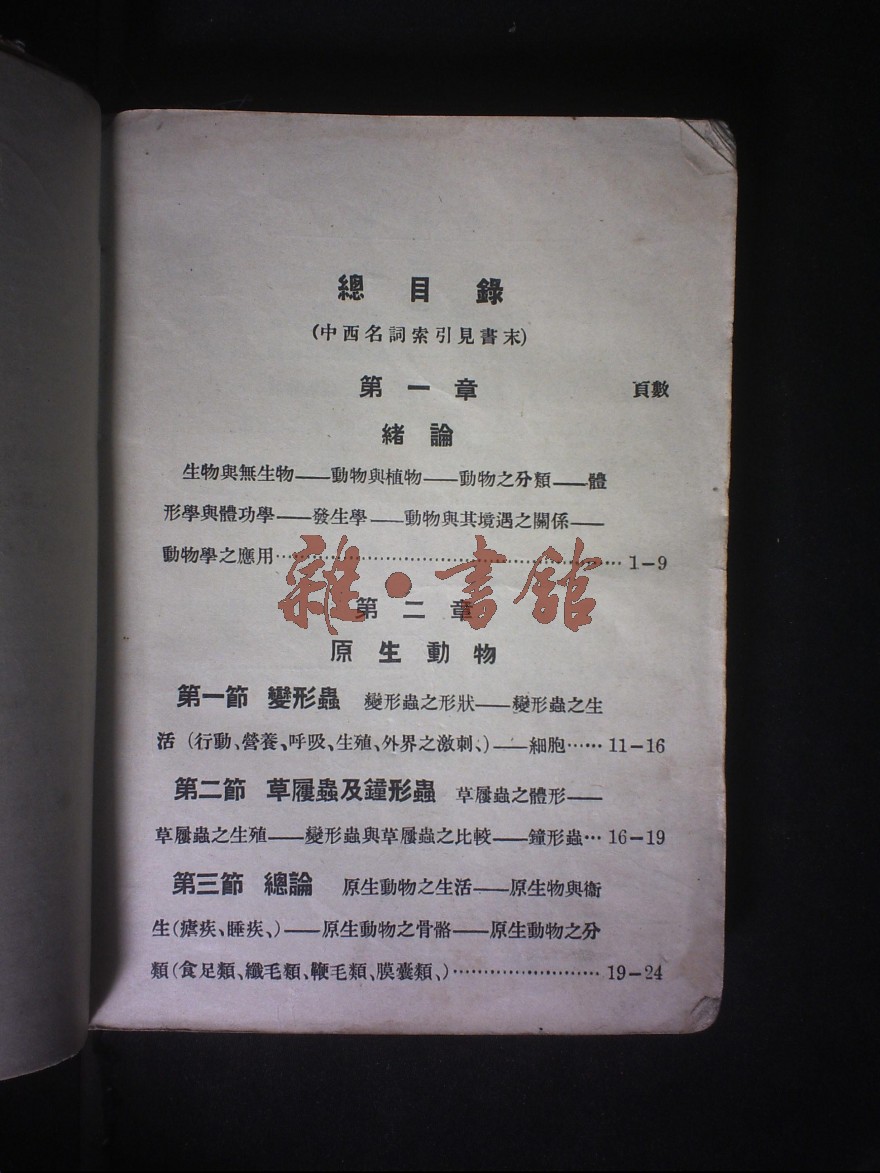 總目錄
(中西名詞索引見書末)
第一章 頁數
緒論
生物與無生物——動物與植物——動物之分類——體
形學與體功學——發生學——動物與其境遇之關係——
動物學之應用⋯⋯⋯⋯⋯⋯⋯⋯⋯⋯⋯⋯⋯⋯ 1-9
雜·書館
第二章
原生動物
第一節 變形蟲 變形蟲之形狀——變形蟲之生
活(行動、營養、呼吸、生殖、外界之激刺、)——細胞⋯⋯ 11-16
第二節 草履蟲及鐘形蟲 草履蟲之體形——
草履蟲之生殖——變形蟲與草履蟲之比較——鐘形蟲⋯ 16-19
第三節 總論 原生動物之生活——原生物與衞
生(瘧疾、睡疾、)——原生動物之骨骼——原生動物之分
類(食足類、纖毛類、鞭毛類、膜囊類、)⋯⋯⋯⋯⋯⋯⋯⋯ 19-24